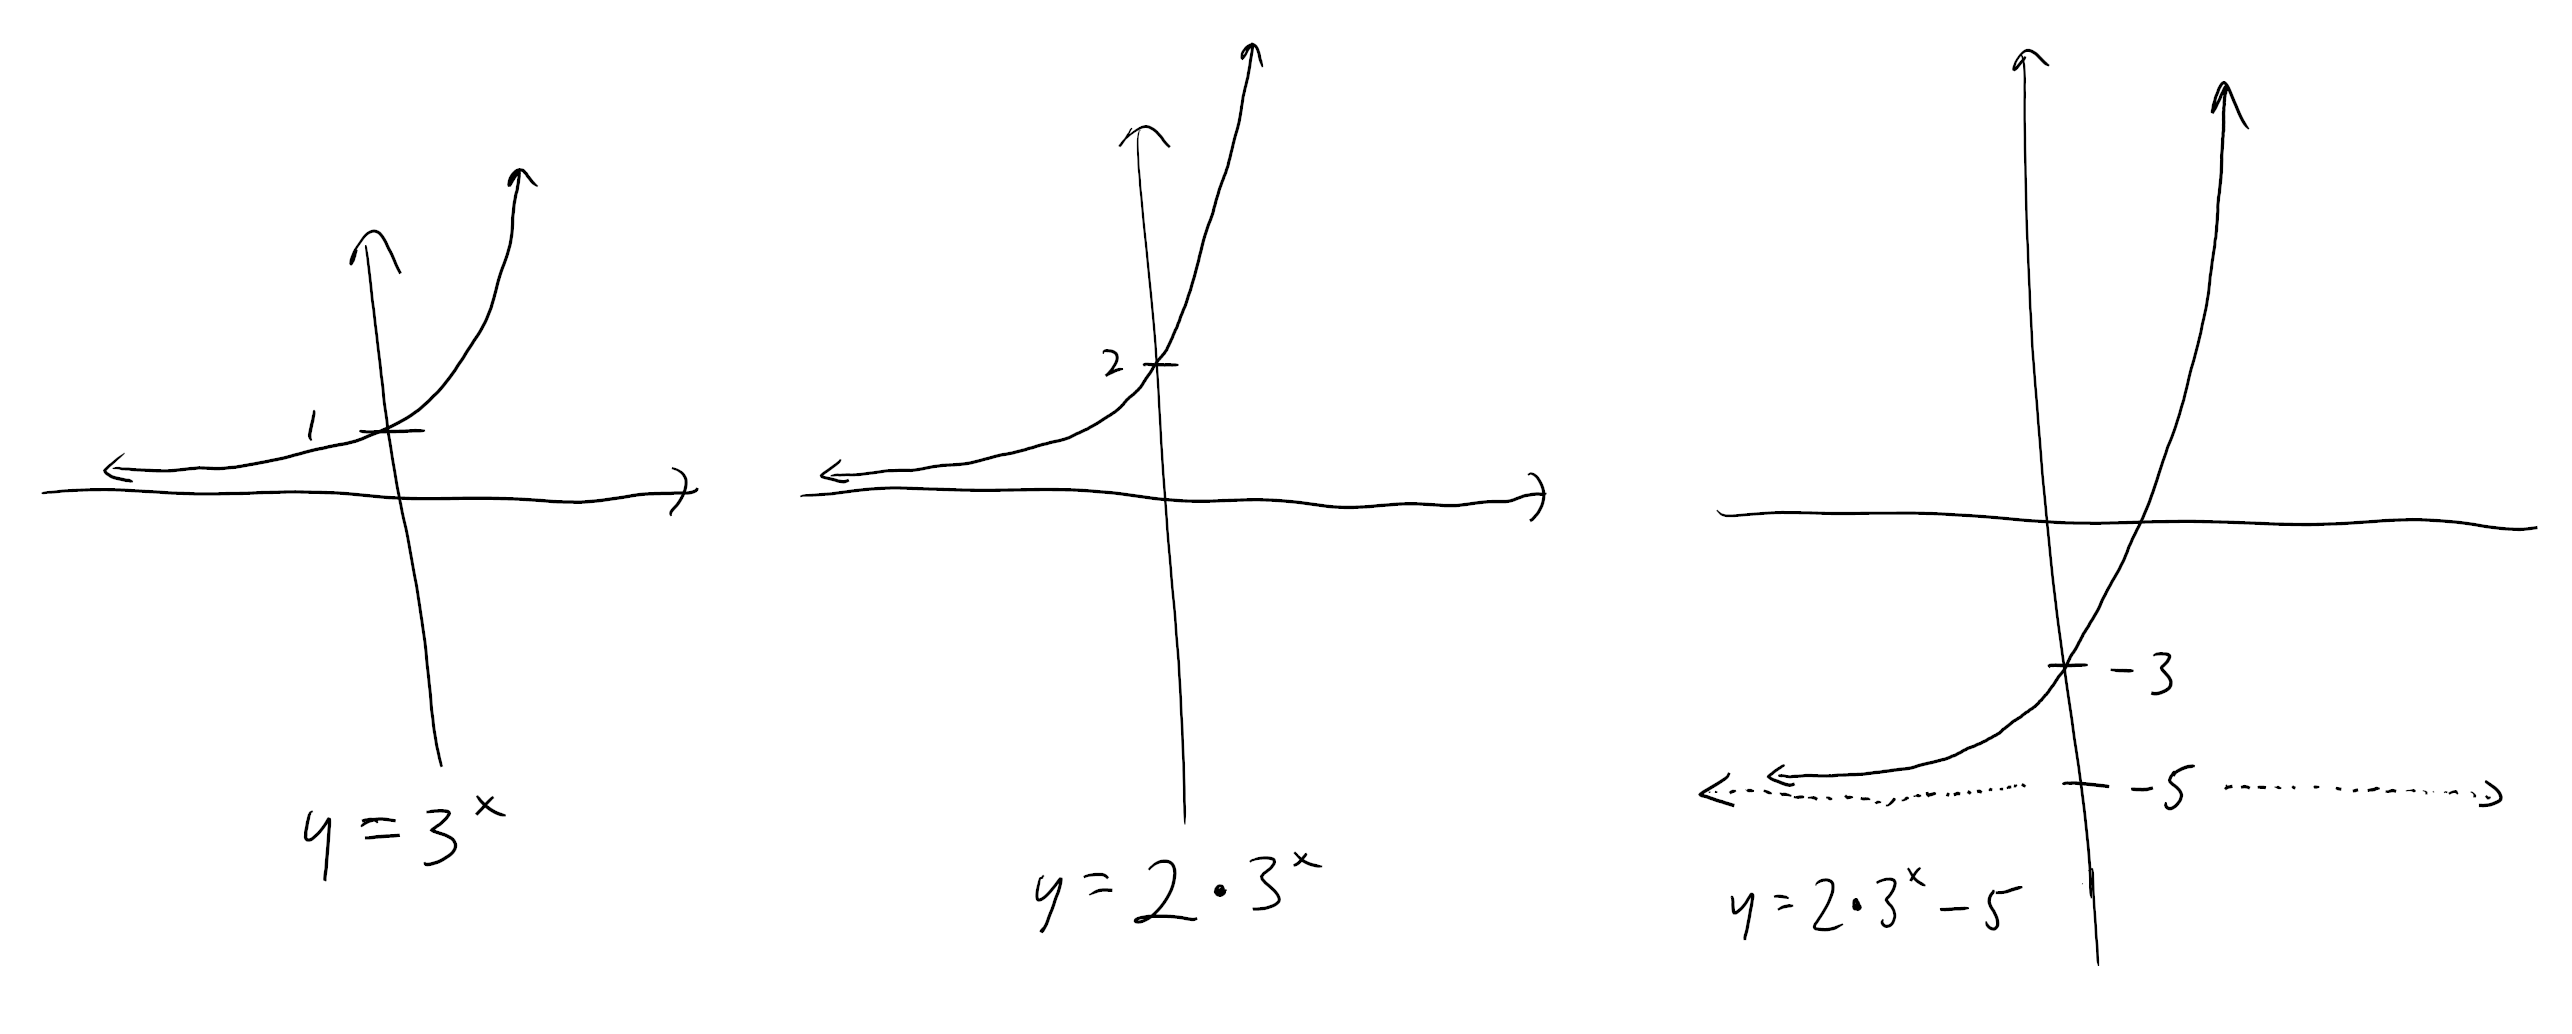 1
y = 3^x
2
y = 2 • 3^x
-3
-5
y = 2 • 3^x - 5